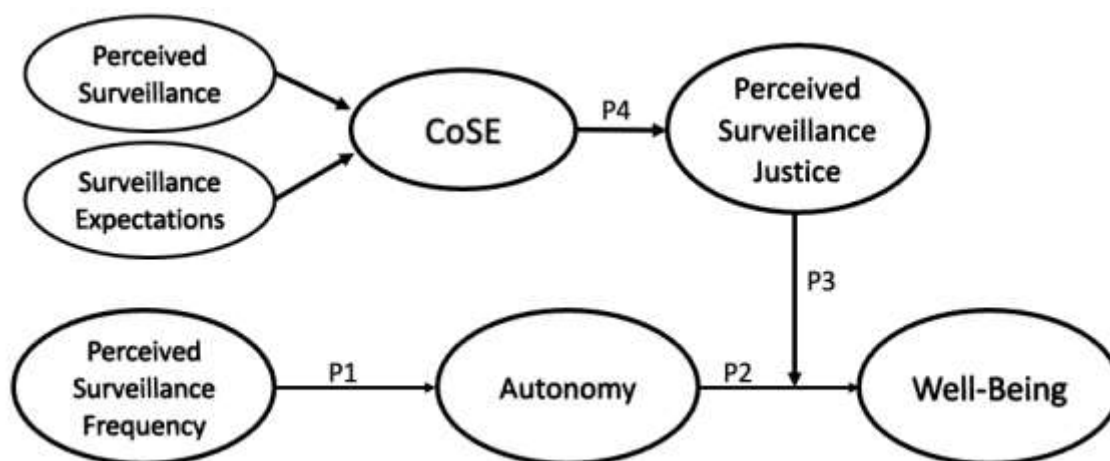 Perceived
Surveillance
Surveillance
Expectations
CoSE
P4
Perceived
Surveillance
Justice
P3
Perceived
Surveillance
Frequency
P1
Autonomy
P2
Well-Being